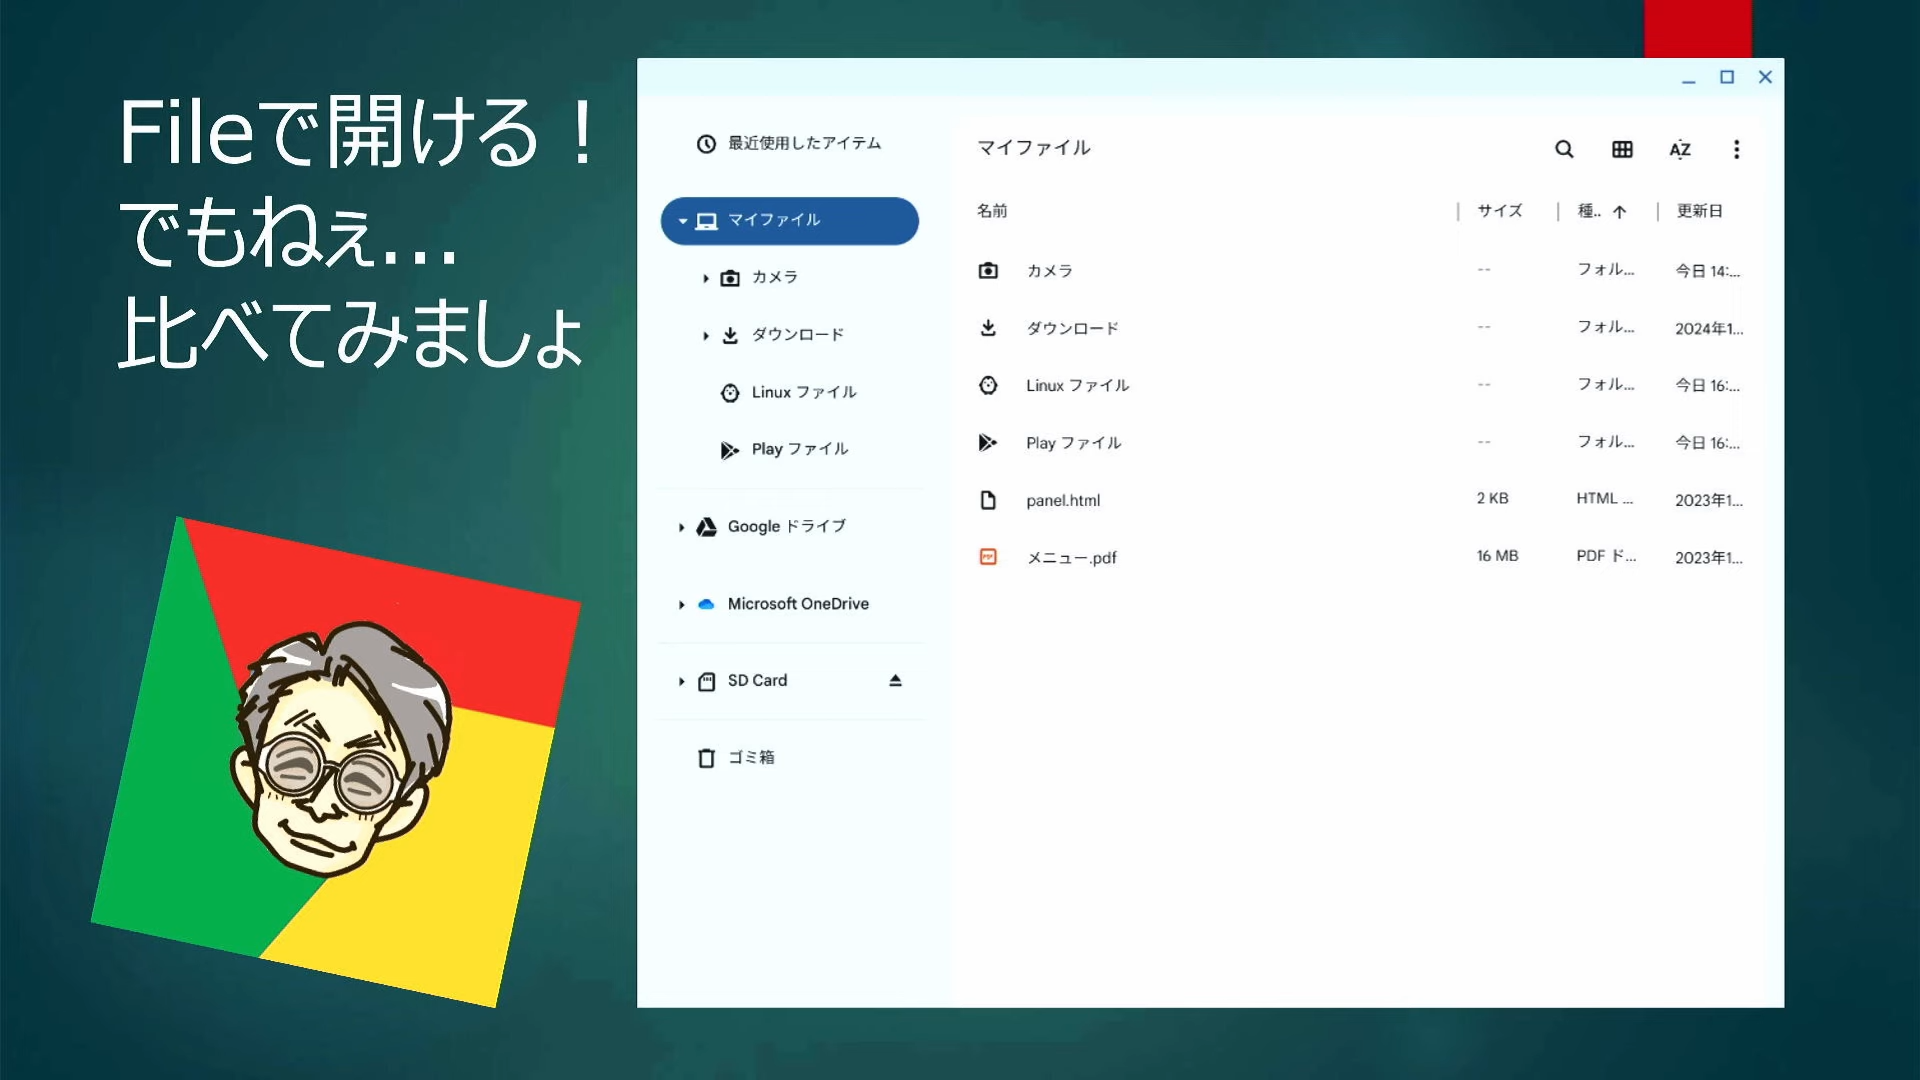 Fileで開ける！
でもねぇ…
比べてみましょ
最近使用したアイテム
マイファイル
カメラ
ダウンロード
Linux ファイル
Play ファイル
Google ドライブ
Microsoft OneDrive
SD Card
ゴミ箱
マイファイル
AZ
名前 サイズ 種.. 更新日
カメラ -- フォル... 今日 14:...
ダウンロード -- フォル... 2024年1...
Linux ファイル -- フォル... 今日 16:...
Play ファイル -- フォル... 今日 16:...
panel.html 2 KB HTML ... 2023年1...
メニュー.pdf 16 MB PDF ド... 2023年1...